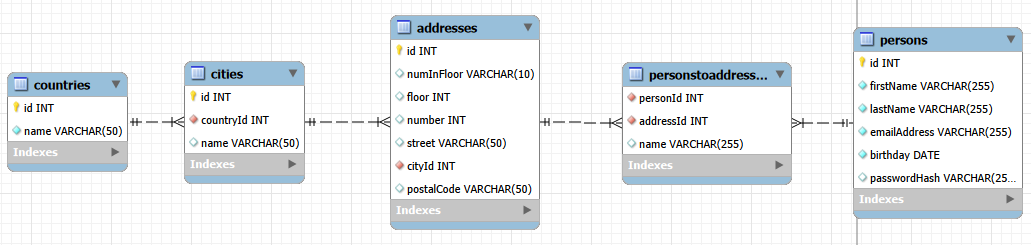 countries
id INT
name VARCHAR(50)
Indexes
cities
id INT
countryId INT
name VARCHAR(50)
Indexes
addresses
id INT
numInFloor VARCHAR(10)
floor INT
number INT
street VARCHAR(50)
cityId INT
postalCode VARCHAR(50)
Indexes
personstoaddress...
personId INT
addressId INT
name VARCHAR(255)
Indexes
persons
id INT
firstName VARCHAR(255)
lastName VARCHAR(255)
emailAddress VARCHAR(255)
birthday DATE
passwordHash VARCHAR(25...
Indexes